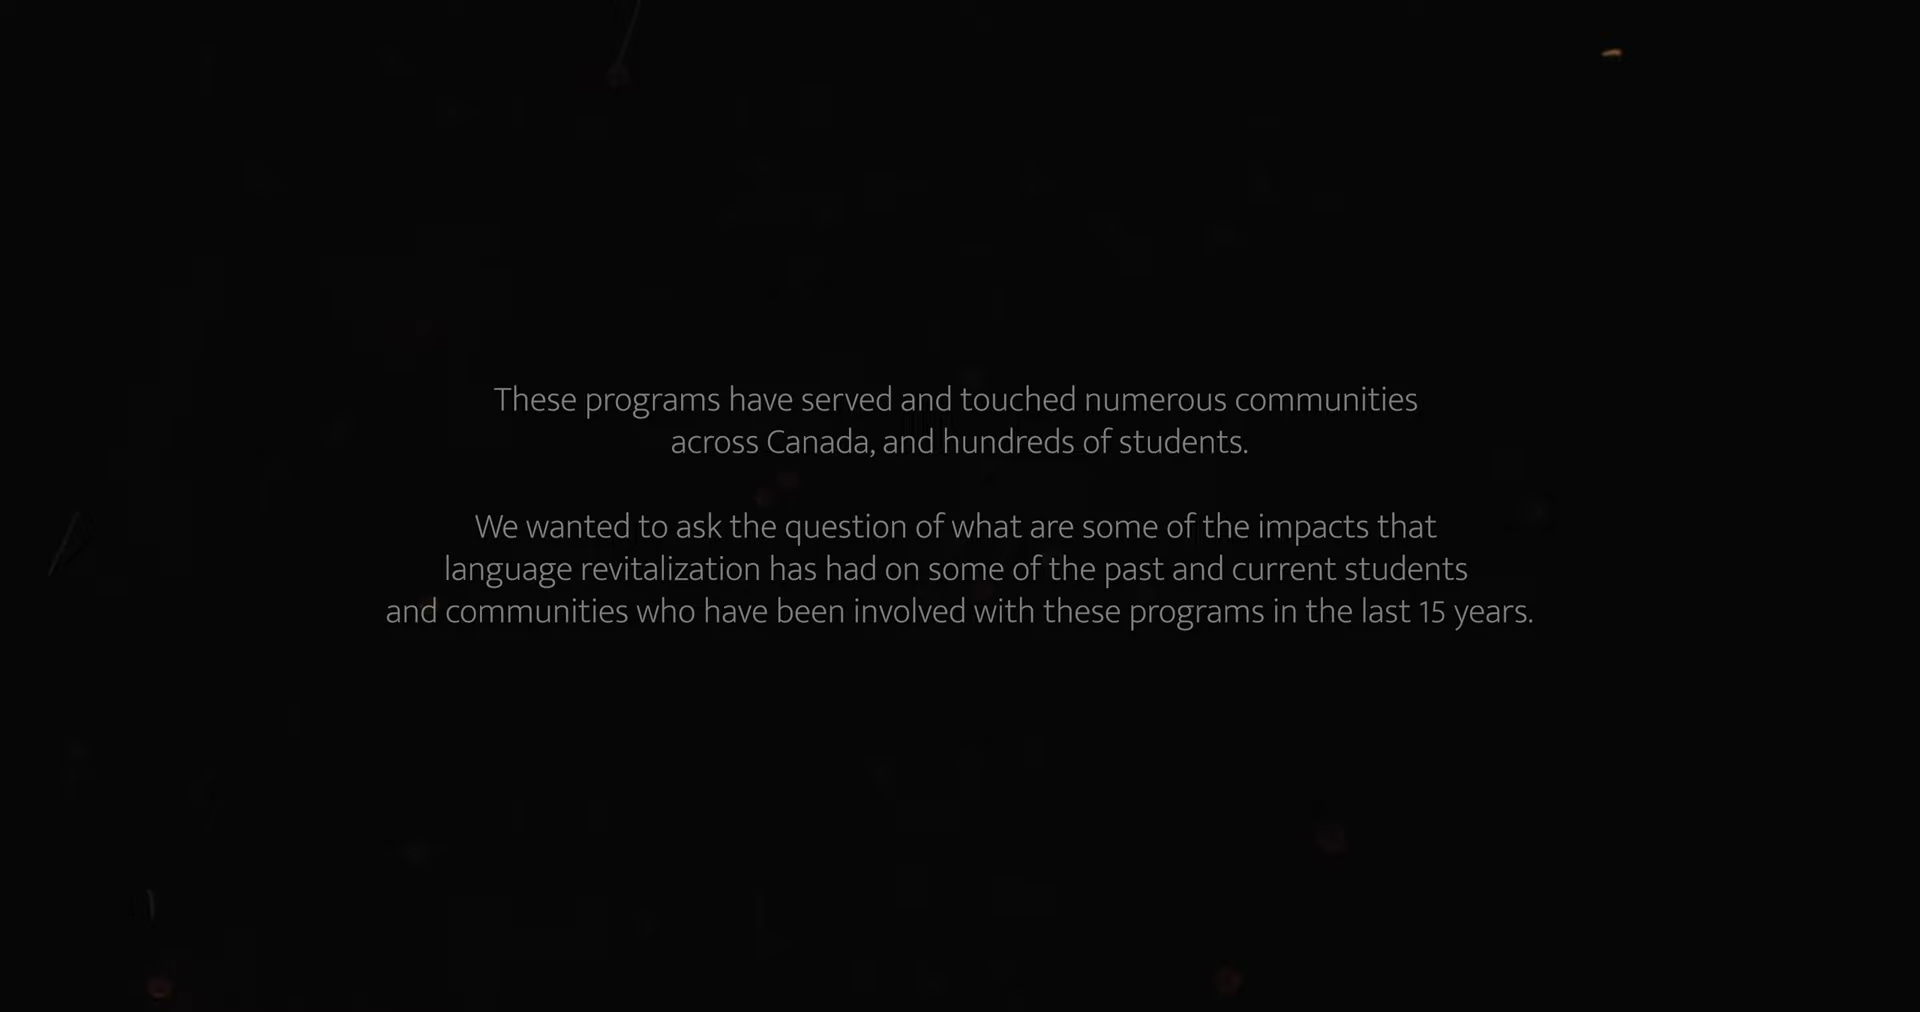 These programs have served and touched numerous communities
across Canada, and hundreds of students.
We wanted to ask the question of what are some of the impacts that
language revitalization has had on some of the past and current students
and communities who have been involved with these programs in the last 15 years.